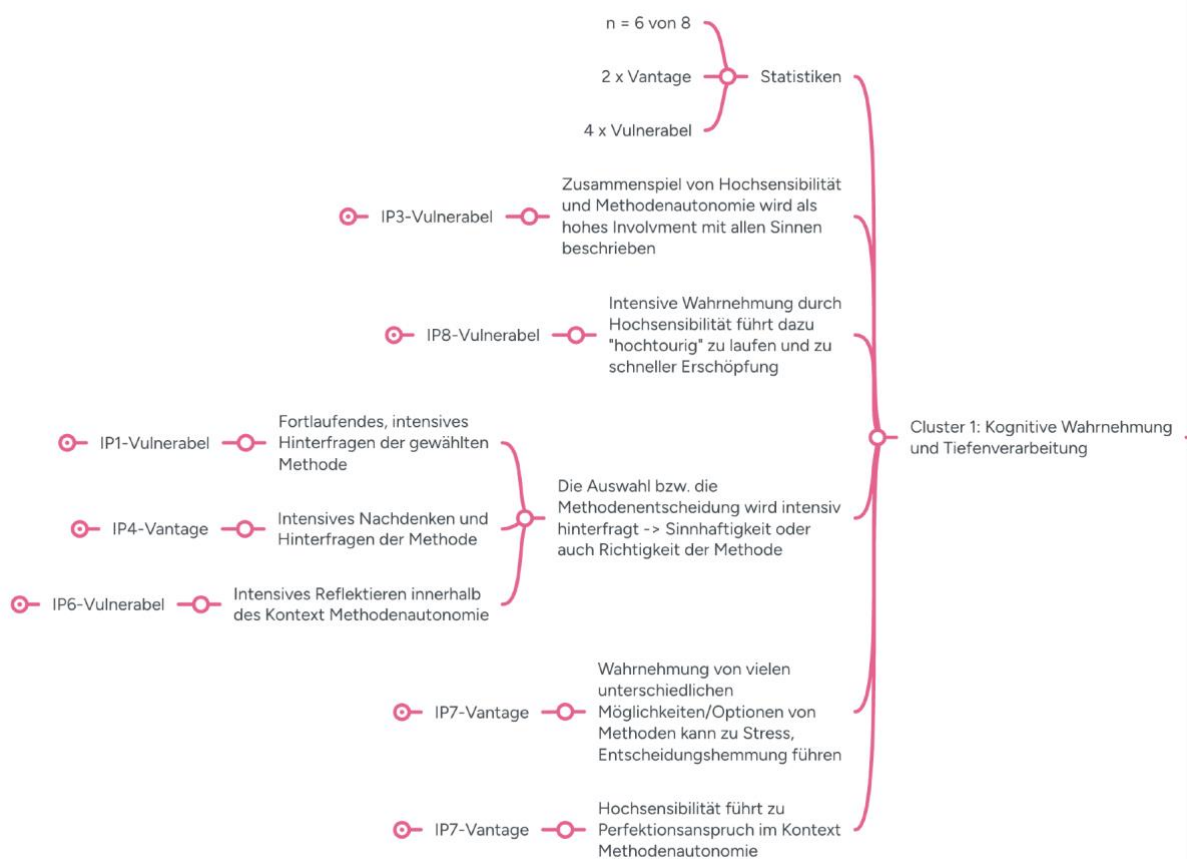 n = 6 von 8
2 x Vantage
Statistiken
4 x Vulnerabel
IP3-Vulnerabel
Zusammenspiel von Hochsensibilität
und Methodenautonomie wird als
hohes Involvment mit allen Sinnen
beschrieben
IP8-Vulnerabel
Intensive Wahrnehmung durch
Hochsensibilität führt dazu
"hochtourig" zu laufen und zu
schneller Erschöpfung
IP1-Vulnerabel
Fortlaufendes, intensives
Hinterfragen der gewählten
Methode
IP4-Vantage
Intensives Nachdenken und
Hinterfragen der Methode
IP6-Vulnerabel
Intensives Reflektieren innerhalb
des Kontext Methodenautonomie
Die Auswahl bzw. die
Methodenentscheidung wird intensiv
hinterfragt -> Sinnhaftigkeit oder
auch Richtigkeit der Methode
IP7-Vantage
Wahrnehmung von vielen
unterschiedlichen
Möglichkeiten/Optionen von
Methoden kann zu Stress,
Entscheidungshemmung führen
IP7-Vantage
Hochsensibilität führt zu
Perfektionsanspruch im Kontext
Methodenautonomie
Cluster 1: Kognitive Wahrnehmung
und Tiefenverarbeitung